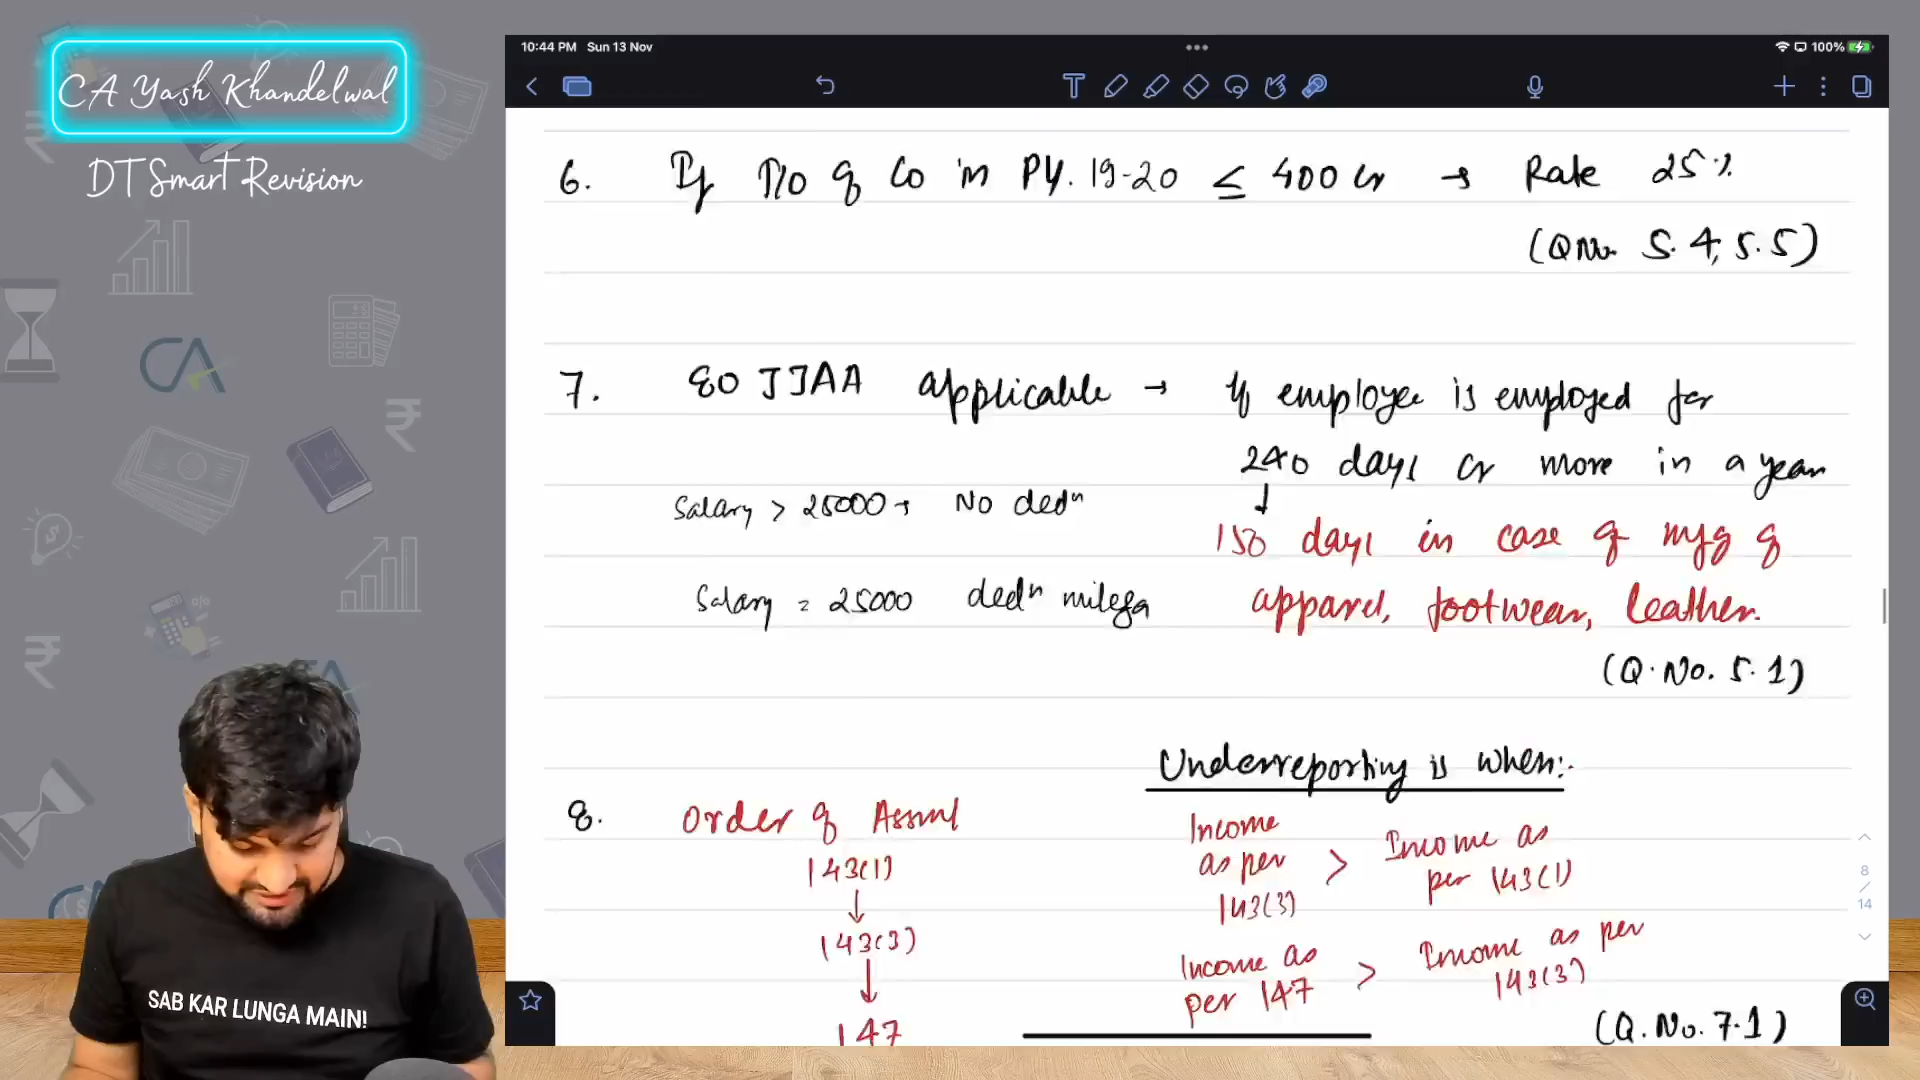 CA Yash Khandelwal
DT Smart Revision
10:44 PM Sun 13 Nov
100%
6. If T/o of Co in PY. 19-20 ≤ 400 cr → Rate 25%
(Q No. 5.4, 5.5)
7. 80 JJAA applicable → If employee is employed for
240 days or more in a year
Salary > 25000 → No dedn
↓
150 days in case of mfg of
Salary = 25000 dedn milega
apparel, footwear, leather.
(Q. No. 5.1)
Underreporting is when:-
8. Order of Assmt
143(1)
↓
143(3)
↓
147
Income as per 143(3) > Income as per 143(1)
Income as per 147 > Income as per 143(3)
(Q. No. 7.1)
8
/
14
CA
SAB KAR LUNGA MAIN!